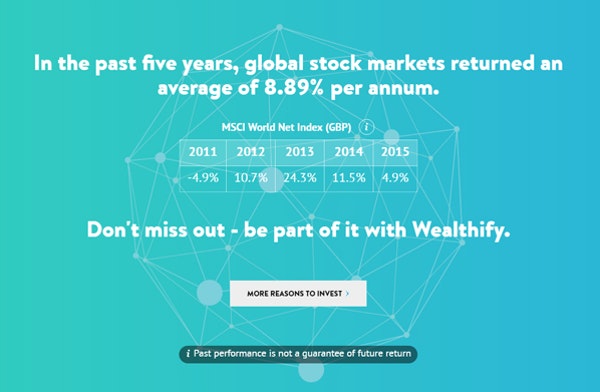 In the past five years, global stock markets returned an
average of 8.89% per annum.
MSCI World Net Index (GBP) i
2011 2012 2013 2014 2015
-4.9% 10.7% 24.3% 11.5% 4.9%
Don't miss out - be part of it with Wealthify.
MORE REASONS TO INVEST >
i Past performance is not a guarantee of future return